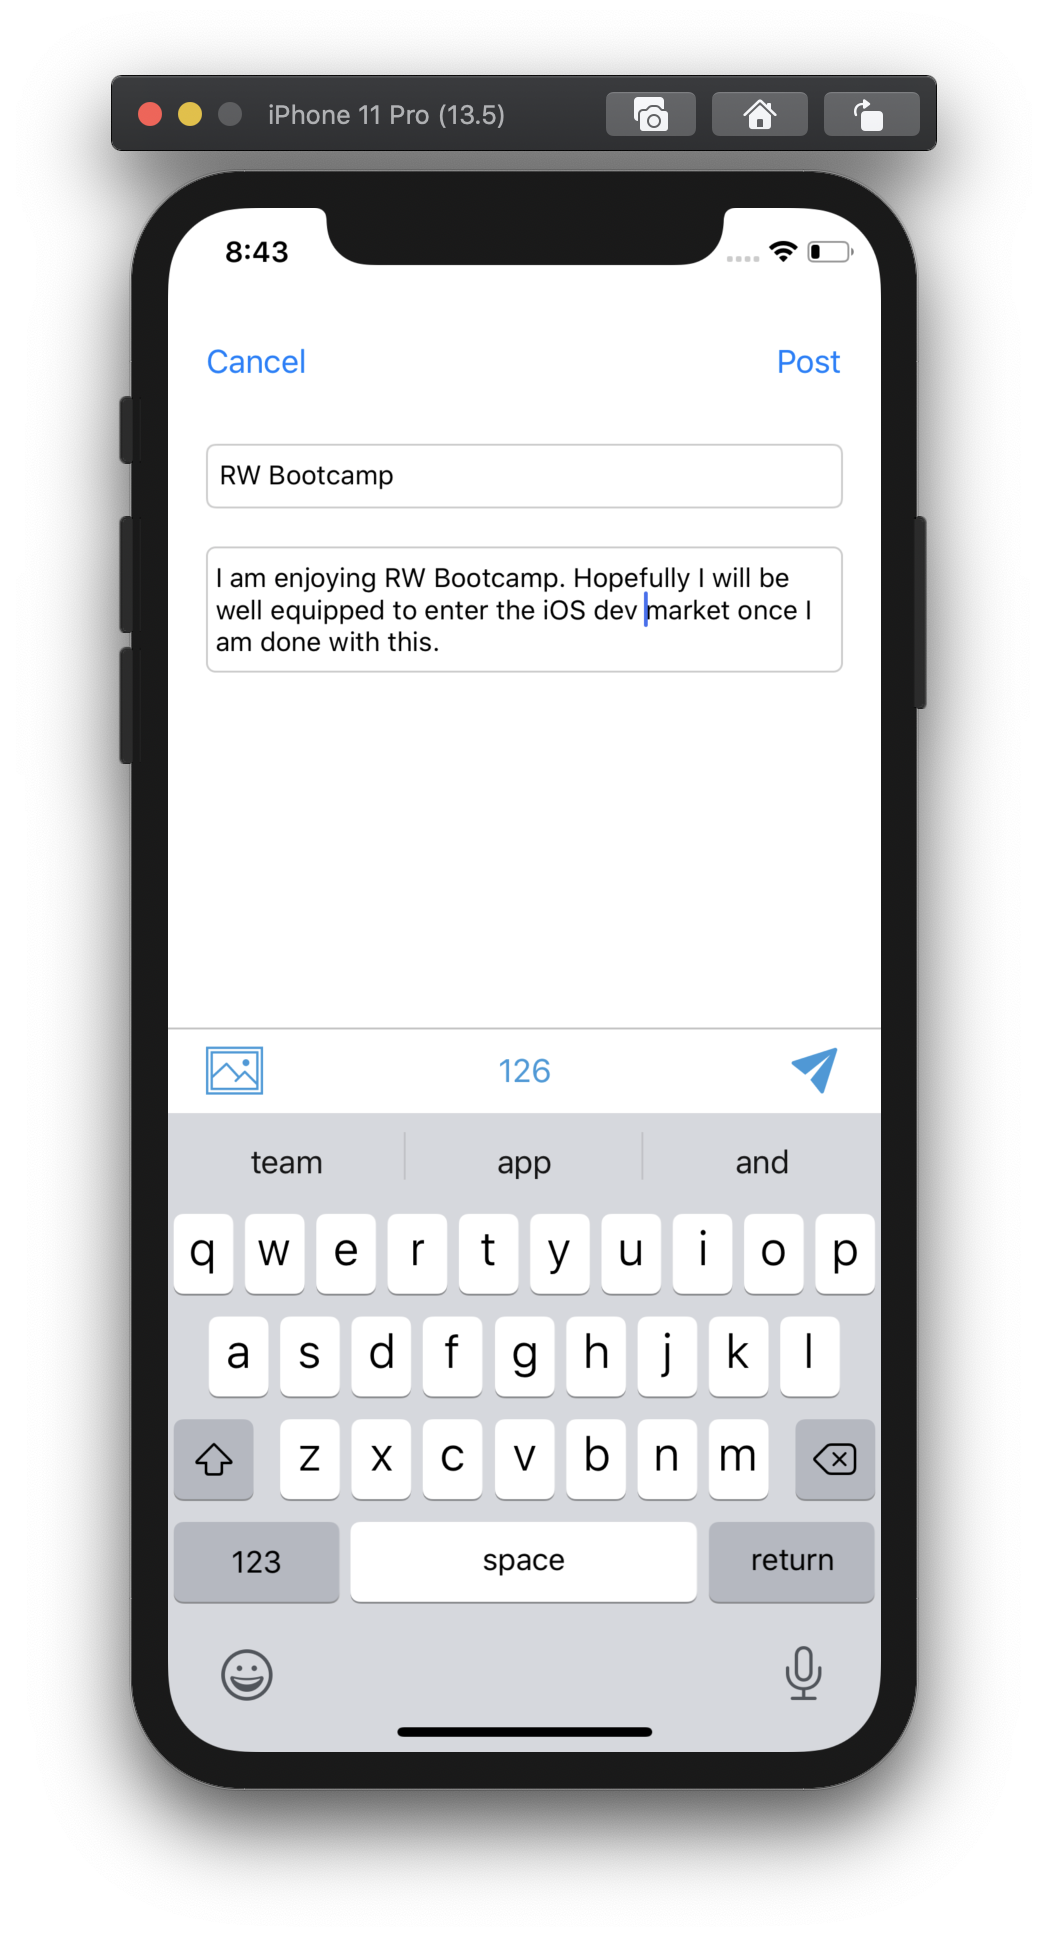 iPhone 11 Pro (13.5)
8:43
Cancel Post
RW Bootcamp
I am enjoying RW Bootcamp. Hopefully I will be
well equipped to enter the iOS dev market once I
am done with this.
126
team app and
q w e r t y u i o p
a s d f g h j k l
z x c v b n m
123 space return